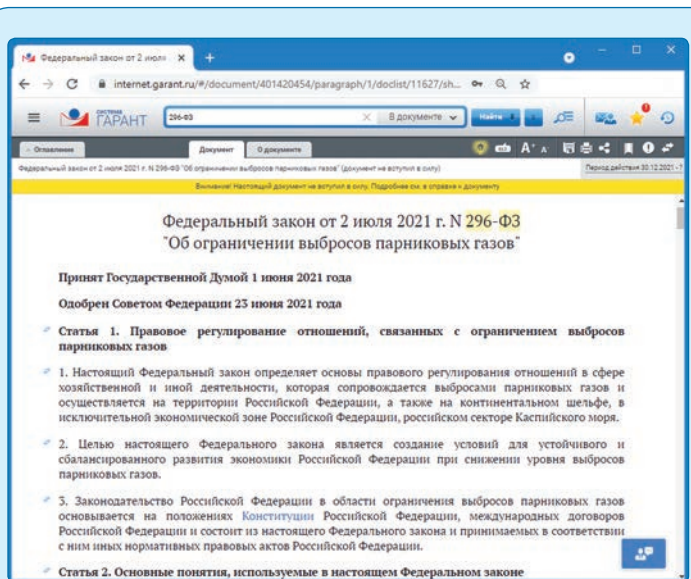 Федеральный закон от 2 июля
internet.garant.ru/#/document/401420454/paragraph/1/doclist/11627/sh...
СИСТЕМА
ГАРАНТ
296-ФЗ
В документе
Найти
Оглавление
Документ
О документе
Федеральный закон от 2 июля 2021 г. N 296-ФЗ "Об ограничении выбросов парниковых газов" (документ не вступил в силу)
Период действия 30.12.2021 - ?
Внимание! Настоящий документ не вступил в силу. Подробнее см. в справке к документу
Федеральный закон от 2 июля 2021 г. N 296-ФЗ
"Об ограничении выбросов парниковых газов"
Принят Государственной Думой 1 июня 2021 года
Одобрен Советом Федерации 23 июня 2021 года
Статья 1. Правовое регулирование отношений, связанных с ограничением выбросов
парниковых газов
1. Настоящий Федеральный закон определяет основы правового регулирования отношений в сфере
хозяйственной и иной деятельности, которая сопровождается выбросами парниковых газов и
осуществляется на территории Российской Федерации, а также на континентальном шельфе, в
исключительной экономической зоне Российской Федерации, российском секторе Каспийского моря.
2. Целью настоящего Федерального закона является создание условий для устойчивого и
сбалансированного развития экономики Российской Федерации при снижении уровня выбросов
парниковых газов.
3. Законодательство Российской Федерации в области ограничения выбросов парниковых газов
основывается на положениях Конституции Российской Федерации, международных договоров
Российской Федерации и состоит из настоящего Федерального закона и принимаемых в соответствии
с ним иных нормативных правовых актов Российской Федерации.
Статья 2. Основные понятия, используемые в настоящем Федеральном законе